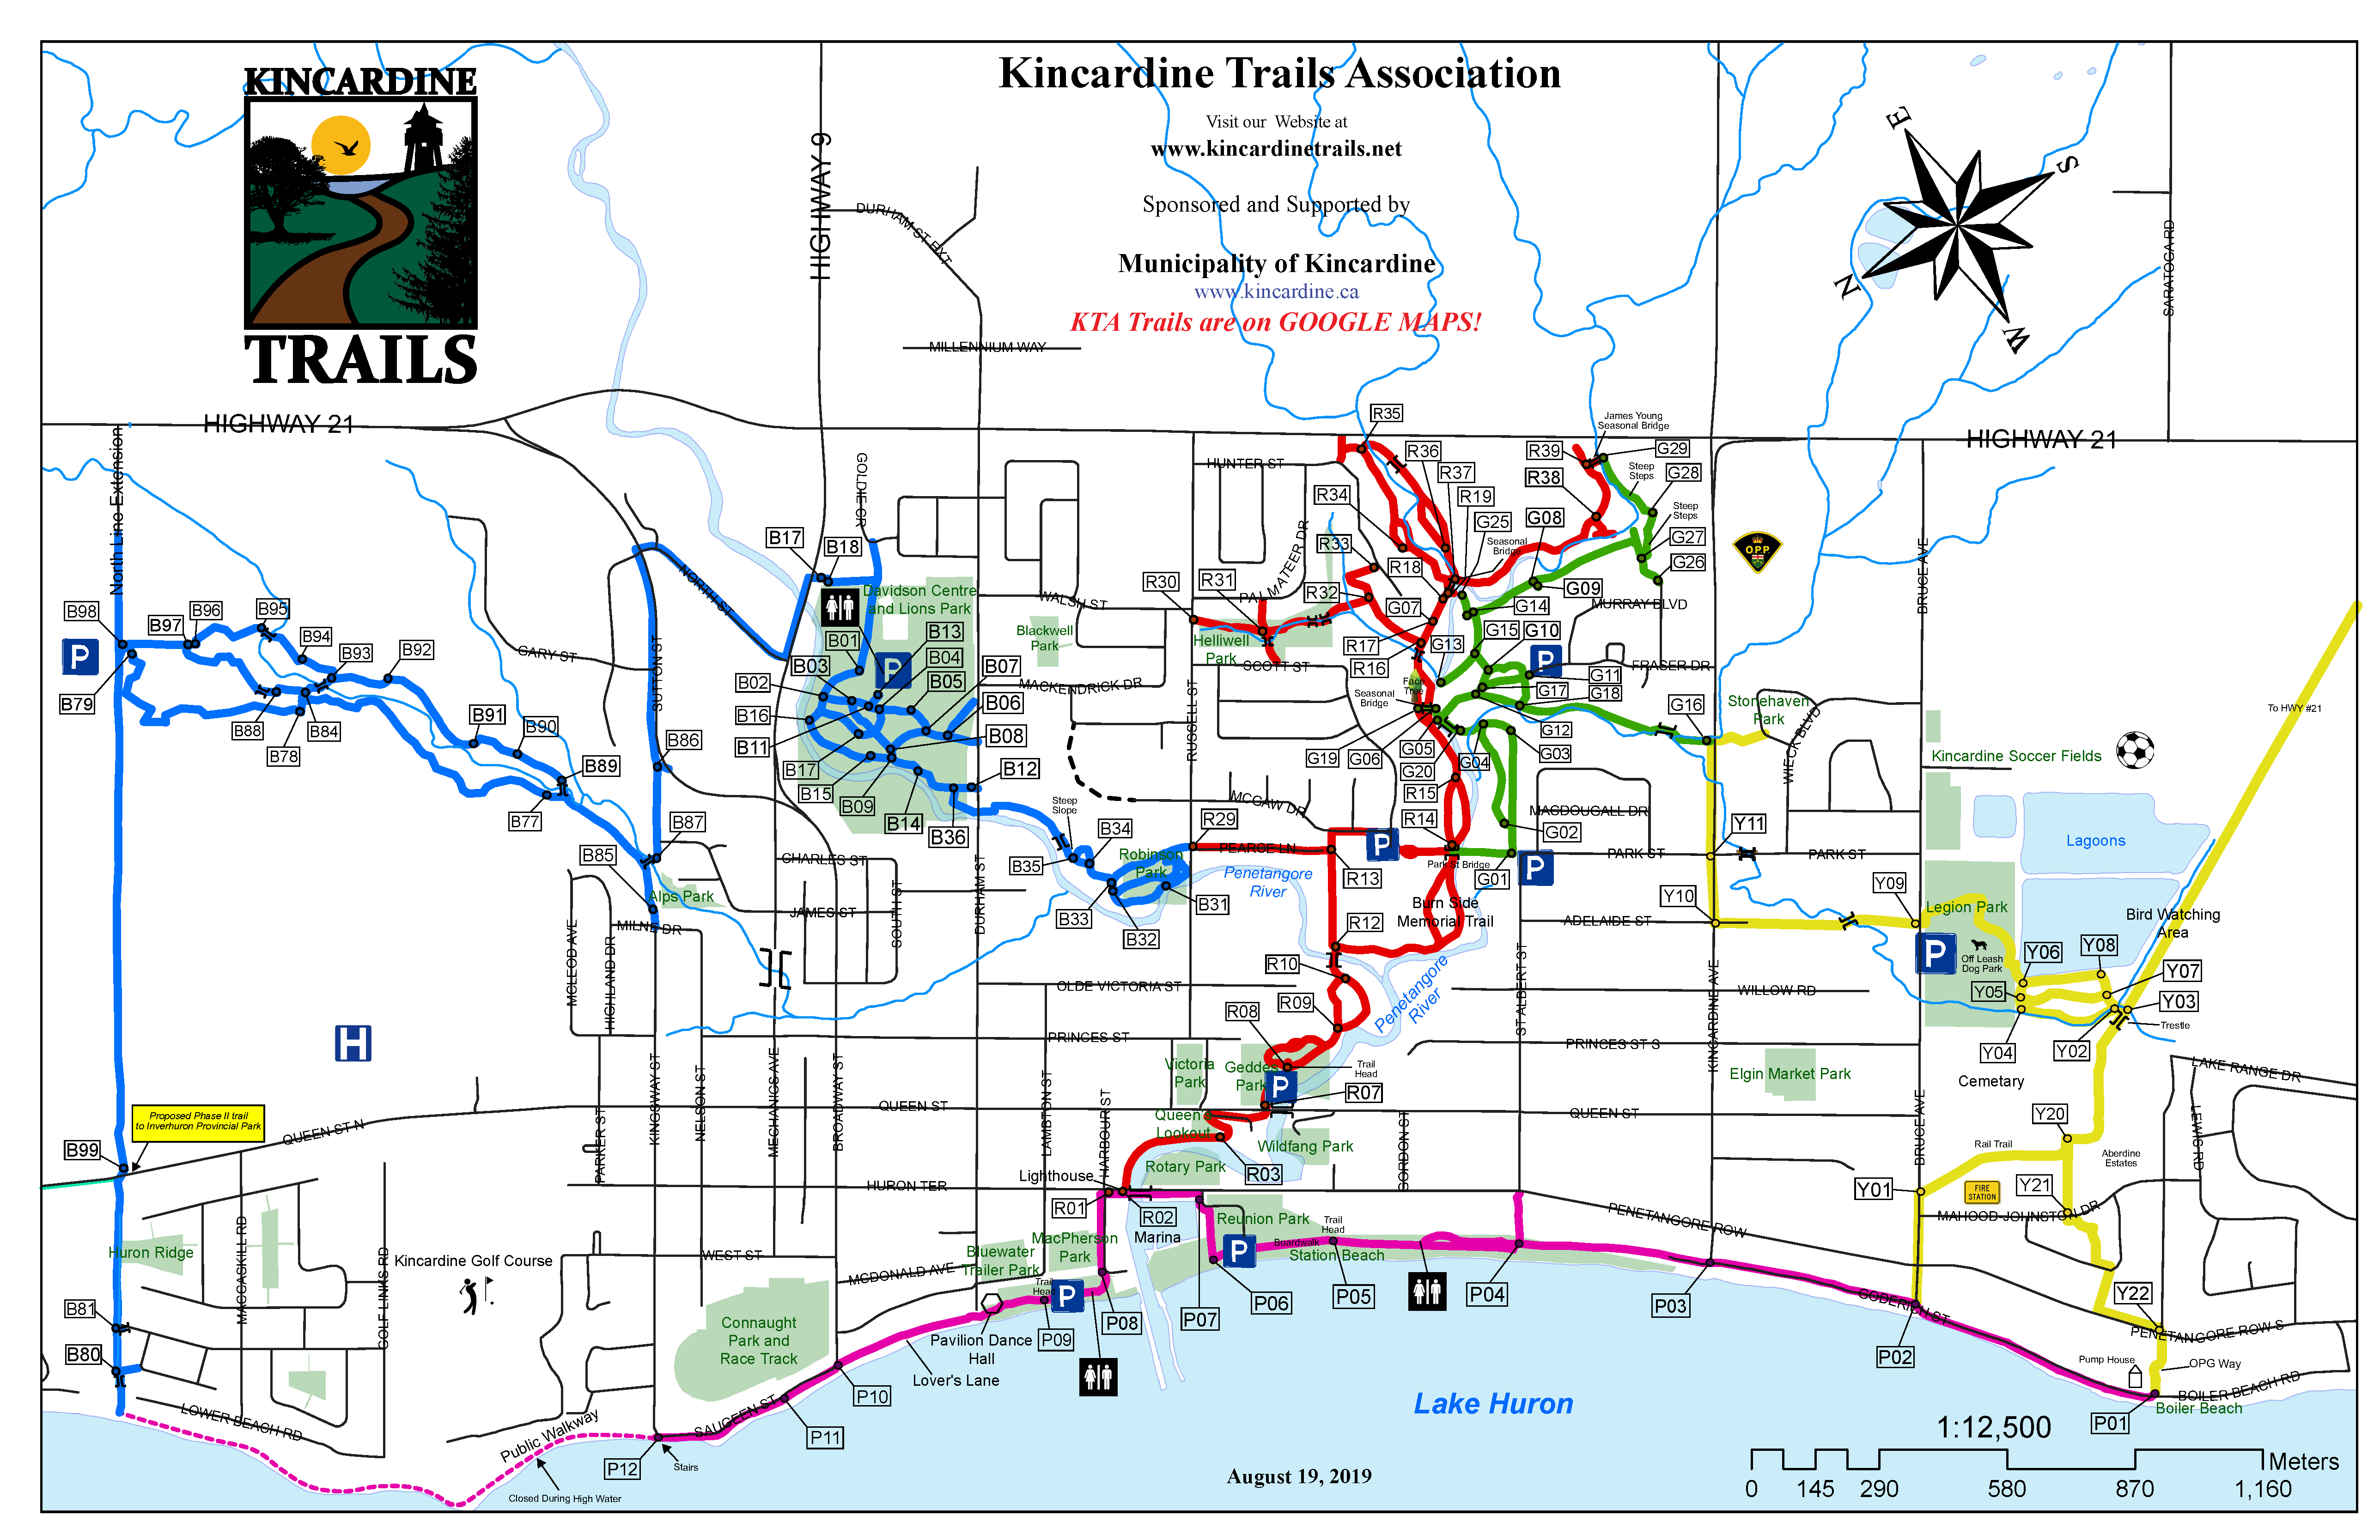 KINCARDINE
TRAILS
Kincardine Trails Association
Visit our Website at
www.kincardinetrails.net
Sponsored and Supported by
Municipality of Kincardine
www.kincardine.ca
KTA Trails are on GOOGLE MAPS!
E
S
N
W
HIGHWAY 9
DURHAM ST EXT
MILLENNIUM WAY
SARATOGA RD
HIGHWAY 21
HIGHWAY 21
North Line Extension
GOLDIE CR
HUNTER ST
R35
R36
R37
R19
G25
Seasonal
Bridge
R34
R33
R18
R32
James Young
Seasonal Bridge
R39
G29
Steep
Steps
G28
R38
Steep
Steps
G08
G27
G26
OPP
BRUCE AVE
B17
B18
NORTH ST
Davidson Centre
and Lions Park
B01
B13
B03
B04
B07
B02
B05
B06
B16
B11
B08
B17
B12
B15
B09
B14
B36
WALSH ST
Blackwell
Park
MACKENDRICK DR
RUSSELL ST
R30
R31
PALMATEER DR
Helliwell
Park
SCOTT ST
G07
R17
R16
G13
G14
G09
MURRAY BLVD
G15
G10
P
FRASER DR
G11
G17
G18
G16
Face
Tree
Seasonal
Bridge
G12
G19
G06
G05
G20
G04
G03
R15
R14
G02
MACDOUGALL DR
Stonehaven
Park
WIECK BLVD
To HWY #21
Kincardine Soccer Fields
Lagoons
B98
B97
B96
B95
B94
B93
B92
P
B79
B88
B78
B84
B91
B90
B89
B77
GARY ST
SUTTON ST
B86
B87
B85
Alps Park
MILNE DR
CHARLES ST
JAMES ST
SOUTH ST
DURHAM ST
Steep
Slope
B34
B35
Robinson
Park
B33
B32
B31
R29
MCGAW DR
PEARCE LN
P
Penetangore
River
R13
Park St Bridge
G01
P
PARK ST
Y11
PARK ST
R12
Burn Side
Memorial Trail
ADELAIDE ST
Y10
Y09
Legion Park
Bird Watching
Area
P
Off Leash
Dog Park
Y06
Y08
Y07
Y05
Y03
Trestle
Y04
Y02
Cemetary
R10
R09
R08
Penetangore
River
ST ALBERT ST
KINCARDINE AVE
WILLOW RD
MCLEOD AVE
HIGHLAND DR
OLDE VICTORIA ST
PRINCES ST
PRINCES ST S
H
Victoria
Park
Geddes
Park
P
Trail
Head
R07
Elgin Market Park
LAKE RANGE DR
LEWIS RD
Proposed Phase II trail
to Inverhuron Provincial Park
QUEEN ST N
QUEEN ST
QUEEN ST
PARKER ST
KINGSWAY ST
NELSON ST
MECHANICS AVE
BROADWAY ST
LAMBTON ST
HARBOUR ST
Queen's
Lookout
Wildfang Park
GORDON ST
BRUCE AVE
Y20
Rail Trail
Aberdine
Estates
B99
Lighthouse
Rotary Park
R03
HURON TER
R01
R02
Marina
Reunion Park
Trail
Head
Boardwalk
Station Beach
P
PENETANGORE ROW
Y01
FIRE
STATION
Y21
MAHOOD-JOHNSTON DR
Huron Ridge
MACCASKILL RD
GOLF LINKS RD
Kincardine Golf Course
WEST ST
MCDONALD AVE
Bluewater
Trailer Park
MacPherson
Park
Trail
Head
P
B81
B80
Connaught
Park and
Race Track
Pavilion Dance
Hall
P09
P08
P07
P06
P05
P04
P03
GODERICH ST
P02
Y22
PENETANGORE ROW S
Pump House
OPG Way
BOILER BEACH RD
Boiler Beach
P01
Lover's Lane
P10
P11
SAUGEEN ST
P12
Stairs
LOWER BEACH RD
Public Walkway
Closed During High Water
Lake Huron
August 19, 2019
1:12,500
Meters
0 145 290 580 870 1,160